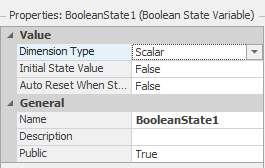 Properties: BooleanState1 (Boolean State Variable)
Value
Dimension Type Scalar
Initial State Value False
Auto Reset When St... False
General
Name BooleanState1
Description
Public True